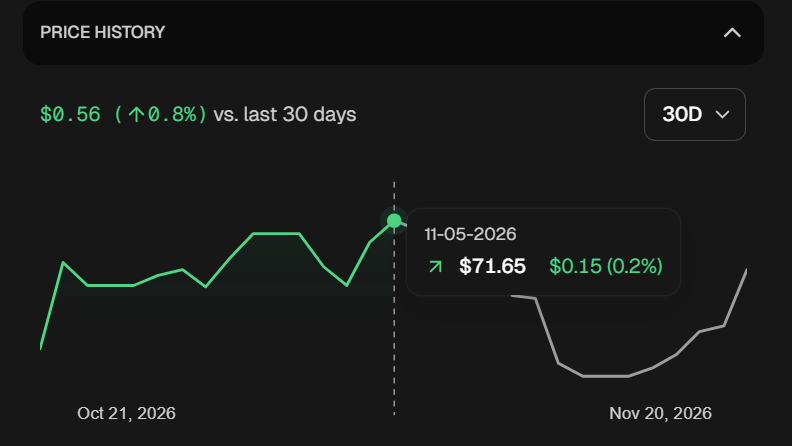 PRICE HISTORY
$0.56 (↑0.8%) vs. last 30 days
30D
11-05-2026
$71.65 $0.15 (0.2%)
Oct 21, 2026
Nov 20, 2026